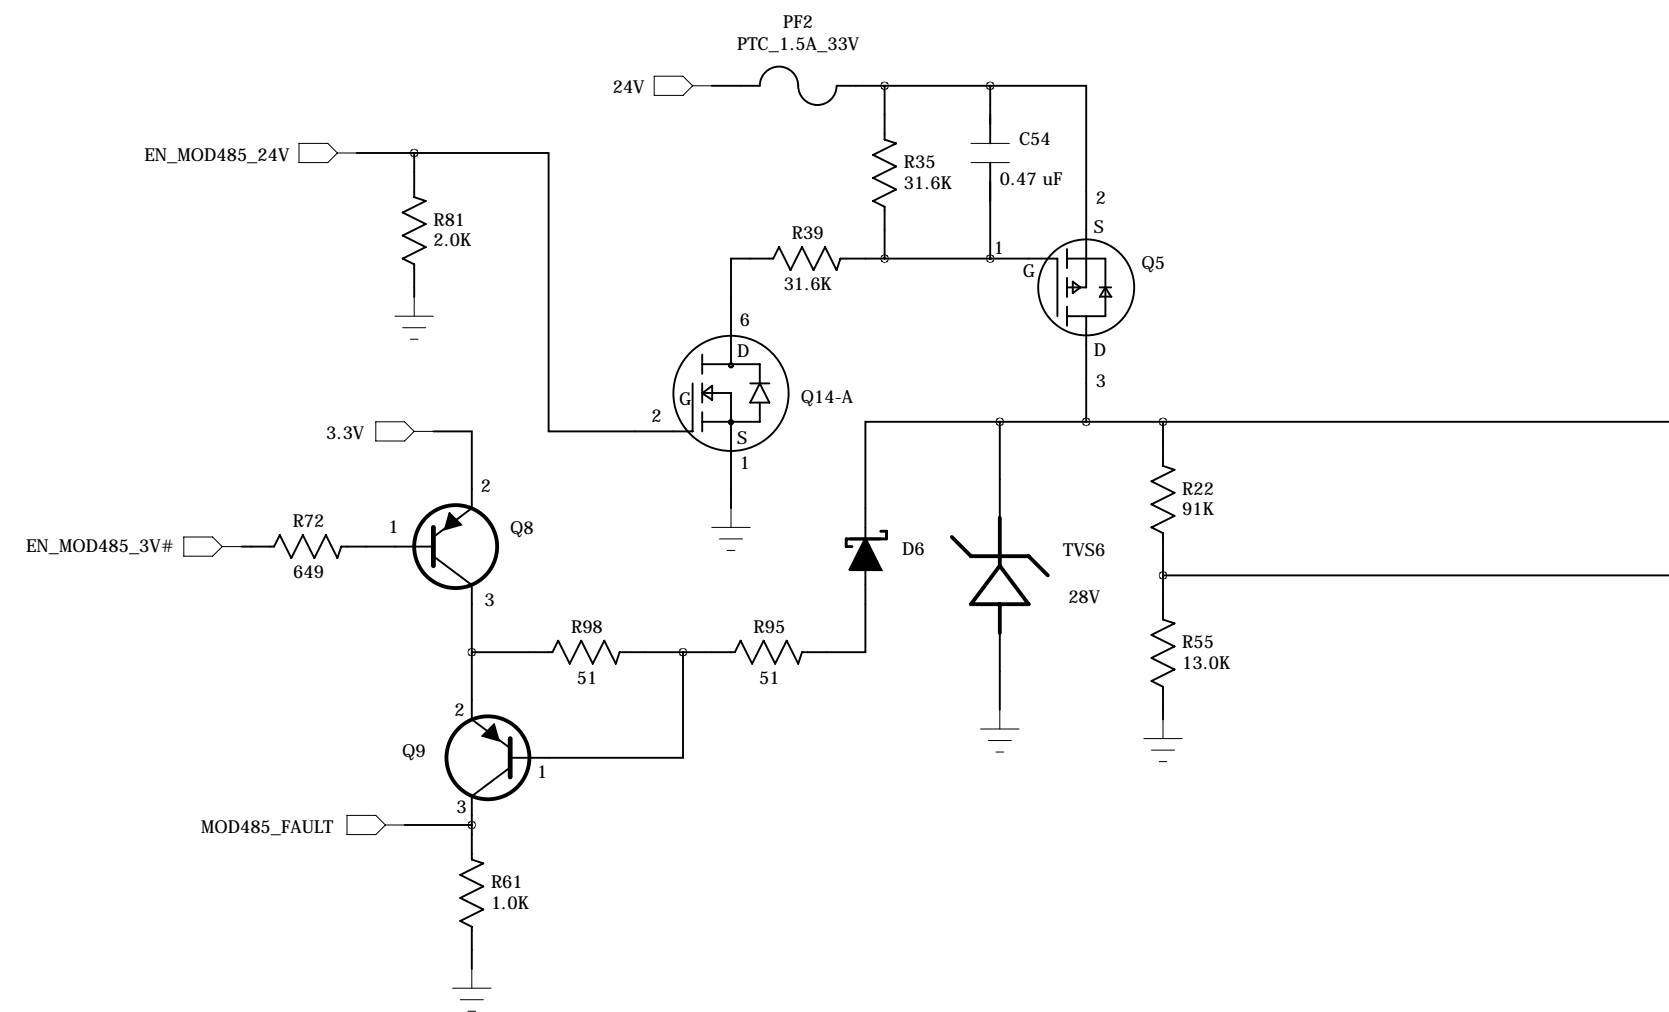 PF2
PTC_1.5A_33V
24V
EN_MOD485_24V
C54
0.47 uF
R35
31.6K
2
S
R81
2.0K
R39
31.6K
1
G
Q5
6
D
D
3
G
Q14-A
2
S
1
3.3V
2
R72
649
1
Q8
EN_MOD485_3V#
3
D6
TVS6
28V
R22
91K
R98
51
R95
51
R55
13.0K
2
Q9
1
3
MOD485_FAULT
R61
1.0K